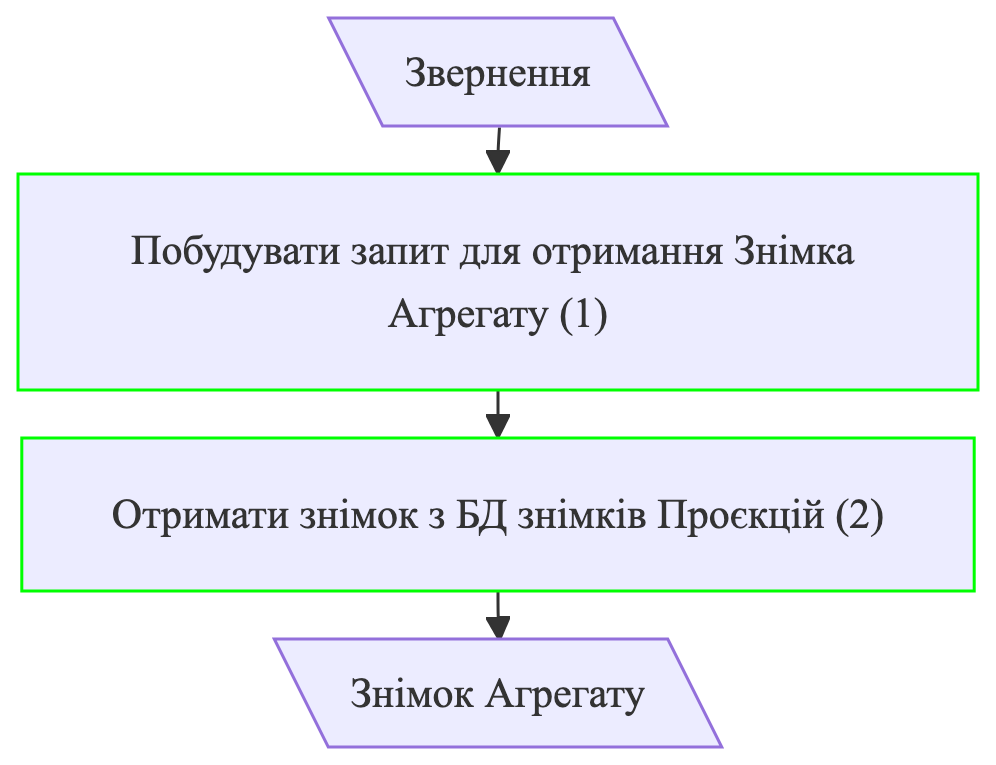 Звернення
Побудувати запит для отримання Знімка
Агрегату (1)
Отримати знімок з БД знімків Проєкцій (2)
Знімок Агрегату